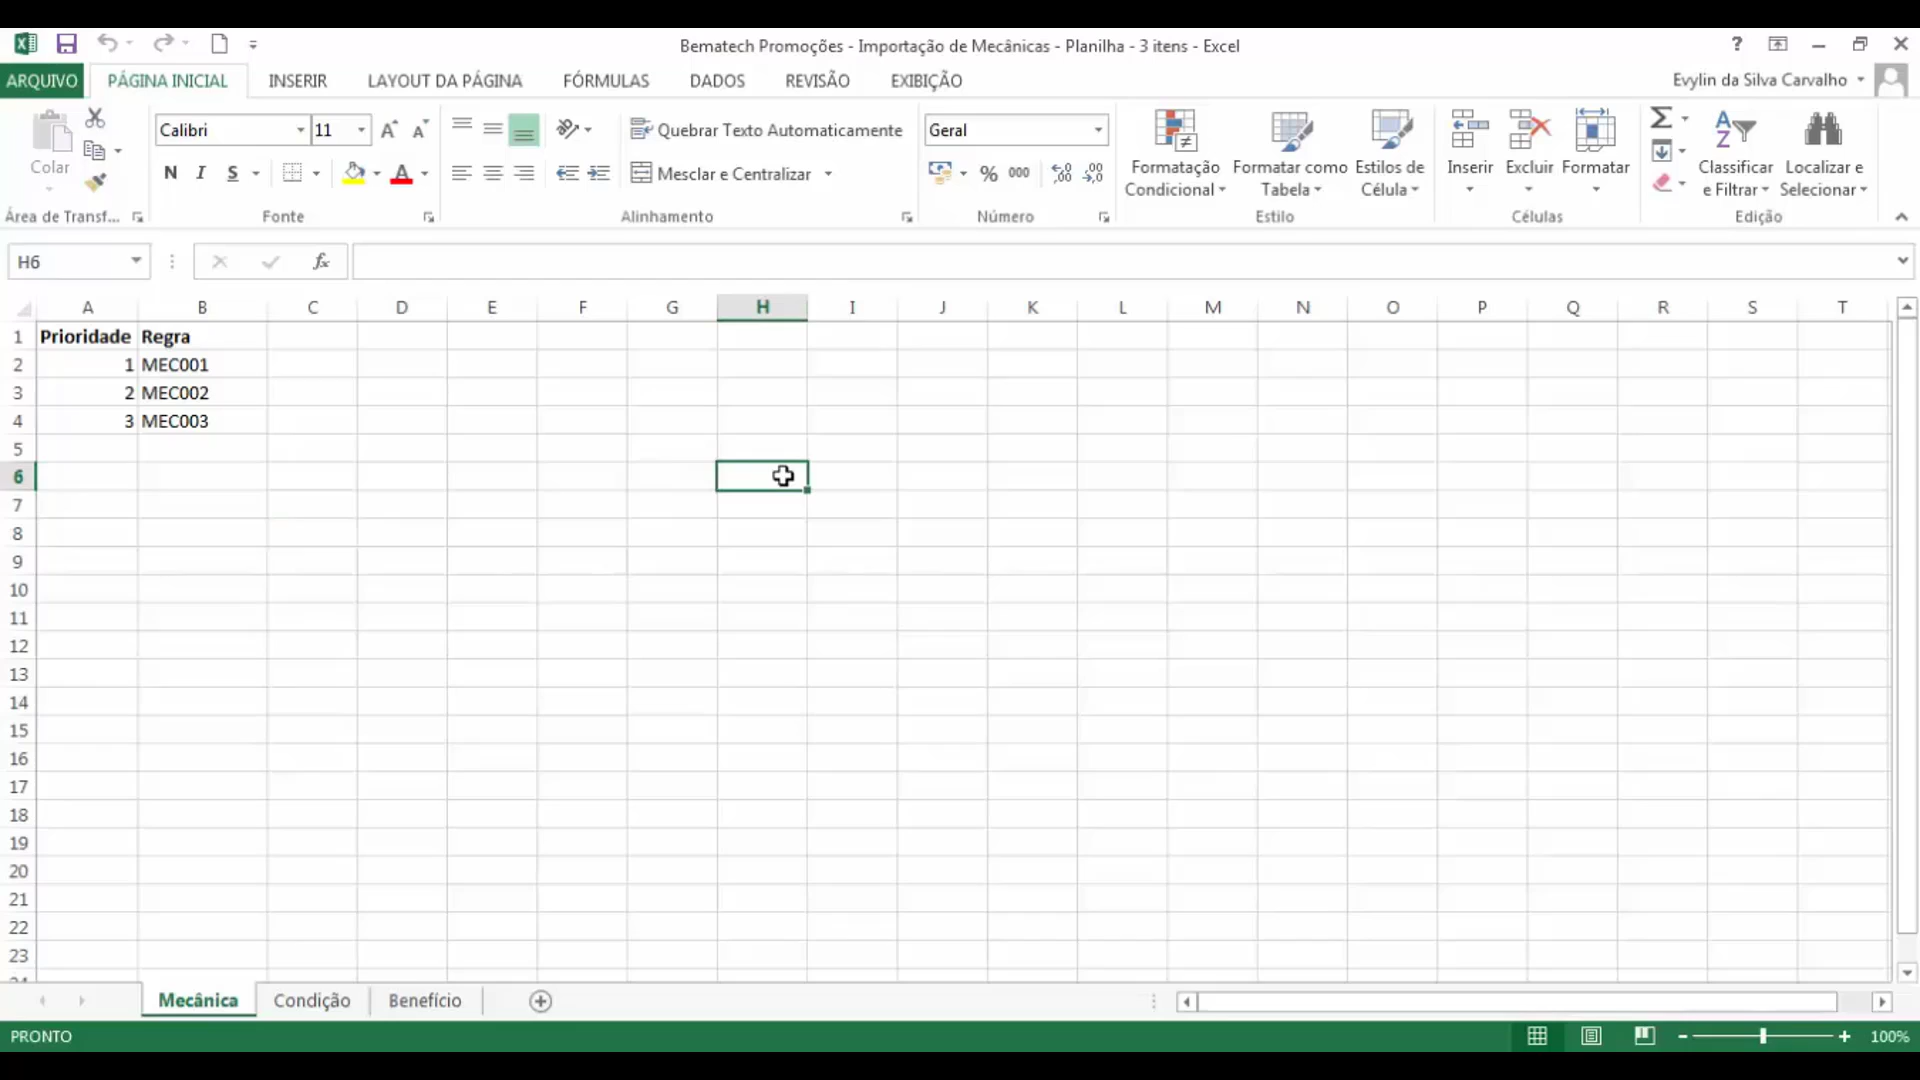 Bematech Promoções - Importação de Mecânicas - Planilha - 3 itens - Excel
?
ARQUIVO PÁGINA INICIAL INSERIR LAYOUT DA PÁGINA FÓRMULAS DADOS REVISÃO EXIBIÇÃO Evylin da Silva Carvalho
Colar
Calibri 11
N I S
Quebrar Texto Automaticamente
Mesclar e Centralizar
Geral
% 000
Formatação Condicional
Formatar como Tabela
Estilos de Célula
Inserir
Excluir
Formatar
Classificar e Filtrar
Localizar e Selecionar
Área de Transf... Fonte Alinhamento Número Estilo Células Edição
H6 fx
A B C D E F G H I J K L M N O P Q R S T
1 Prioridade Regra
2 1 MEC001
3 2 MEC002
4 3 MEC003
5
6
7
8
9
10
11
12
13
14
15
16
17
18
19
20
21
22
23
Mecânica Condição Benefício
PRONTO 100%